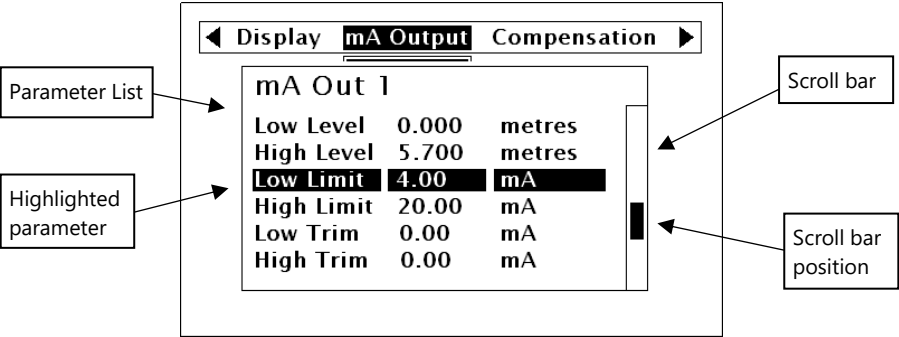 Display mA Output Compensation
mA Out 1
Low Level 0.000 metres
High Level 5.700 metres
Low Limit 4.00 mA
High Limit 20.00 mA
Low Trim 0.00 mA
High Trim 0.00 mA
Parameter List
Highlighted
parameter
Scroll bar
Scroll bar
position